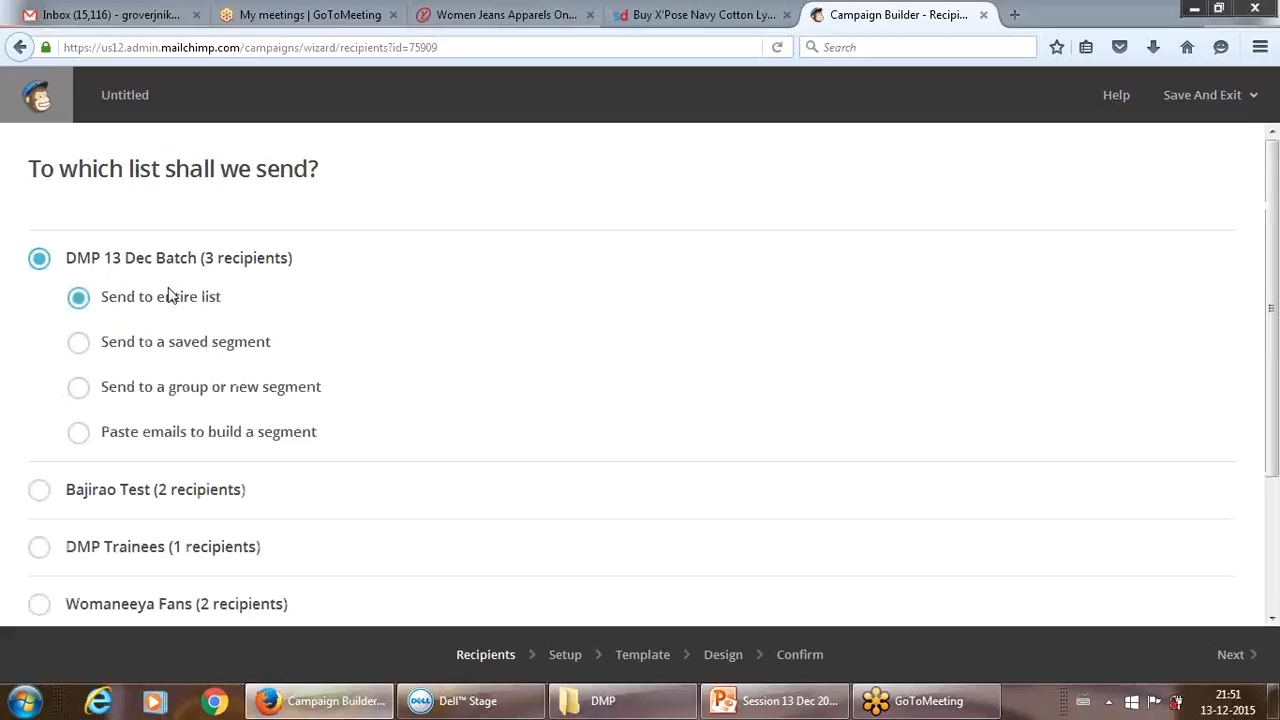 Inbox (15,116) - groverjnik...
My meetings | GoToMeeting
Women Jeans Apparels On...
Buy X'Pose Navy Cotton Ly...
Campaign Builder - Recipi...
https://us12.admin.mailchimp.com/campaigns/wizard/recipients?id=75909
Search
Untitled
Help
Save And Exit
To which list shall we send?
DMP 13 Dec Batch (3 recipients)
Send to entire list
Send to a saved segment
Send to a group or new segment
Paste emails to build a segment
Bajirao Test (2 recipients)
DMP Trainees (1 recipients)
Womaneeya Fans (2 recipients)
Recipients > Setup > Template > Design > Confirm
Next >
Campaign Builder...
DELL
Dell™ Stage
DMP
Session 13 Dec 20...
GoToMeeting
21:51
13-12-2015